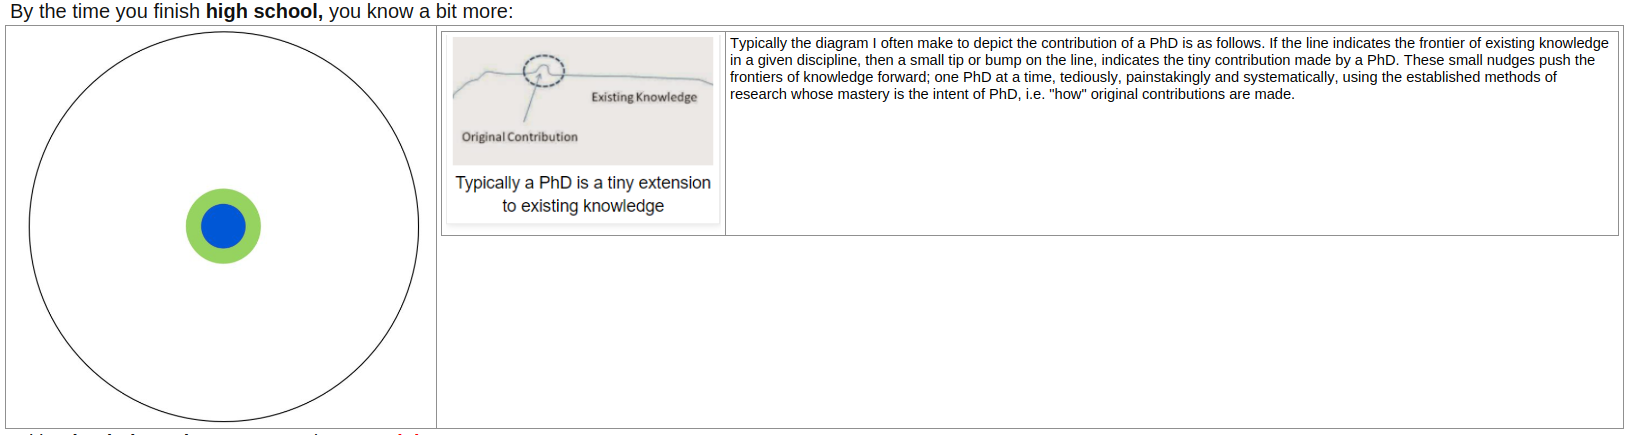 By the time you finish high school, you know a bit more:
Existing Knowledge
Original Contribution
Typically a PhD is a tiny extension
to existing knowledge
Typically the diagram I often make to depict the contribution of a PhD is as follows. If the line indicates the frontier of existing knowledge
in a given discipline, then a small tip or bump on the line, indicates the tiny contribution made by a PhD. These small nudges push the
frontiers of knowledge forward; one PhD at a time, tediously, painstakingly and systematically, using the established methods of
research whose mastery is the intent of PhD, i.e. "how" original contributions are made.